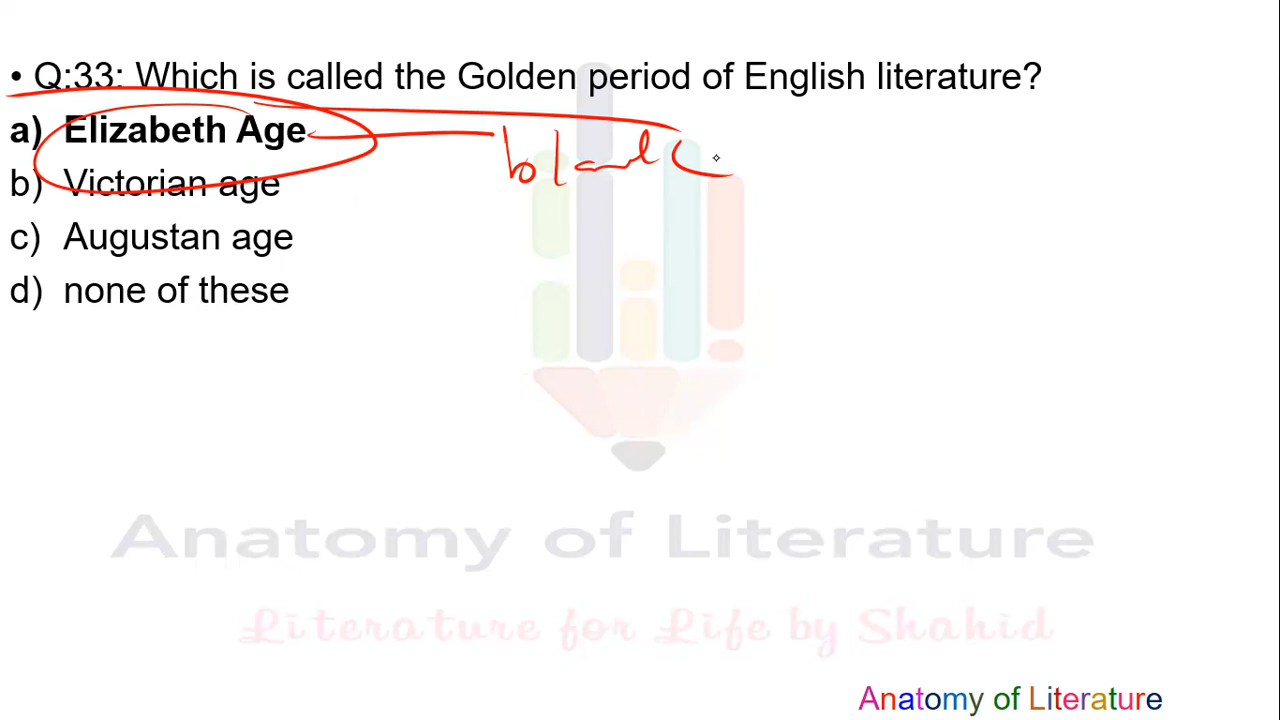 • Q:33: Which is called the Golden period of English literature?
a) Elizabeth Age
b) Victorian age
c) Augustan age
d) none of these
Anatomy of Literature
Literature for Life by Shahid
Anatomy of Literature